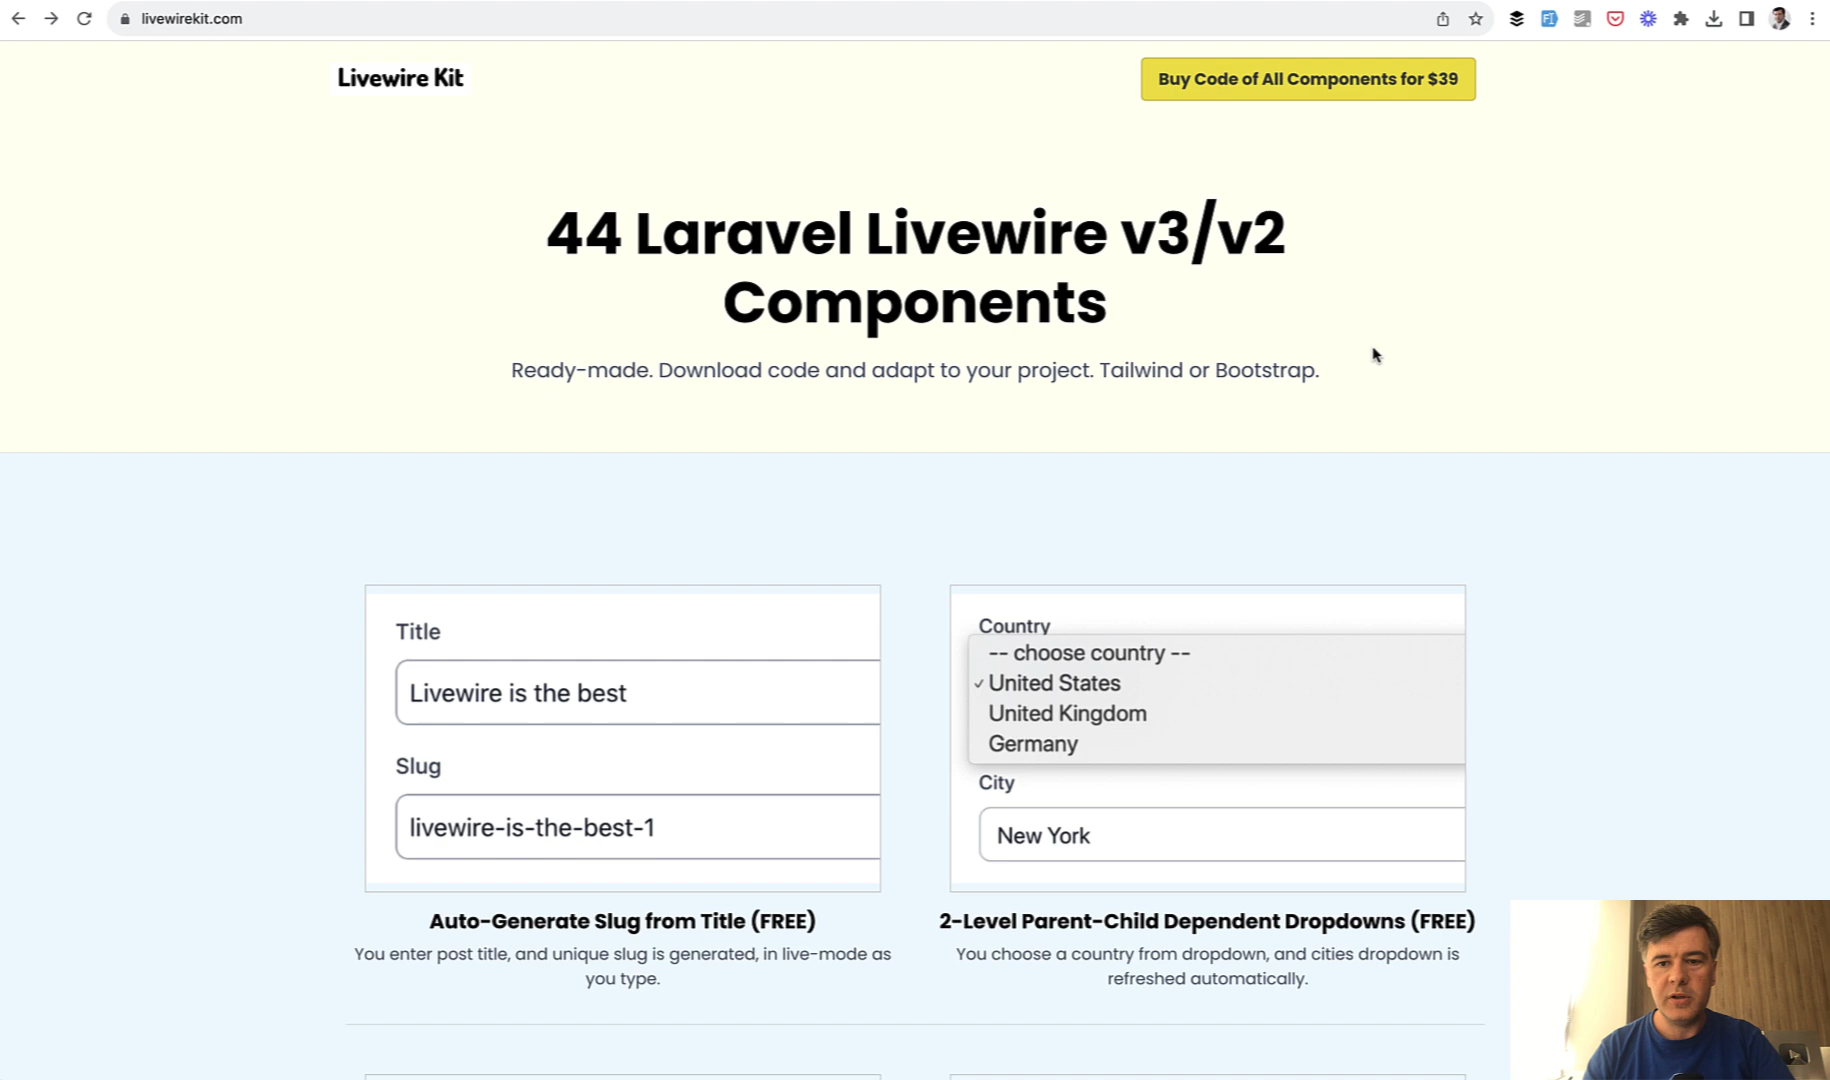 livewirekit.com
Livewire Kit
Buy Code of All Components for $39
44 Laravel Livewire v3/v2
Components
Ready-made. Download code and adapt to your project. Tailwind or Bootstrap.
Title
Livewire is the best
Slug
livewire-is-the-best-1
Country
-- choose country --
✓ United States
United Kingdom
Germany
City
New York
Auto-Generate Slug from Title (FREE)
You enter post title, and unique slug is generated, in live-mode as
you type.
2-Level Parent-Child Dependent Dropdowns (FREE)
You choose a country from dropdown, and cities dropdown is
refreshed automatically.